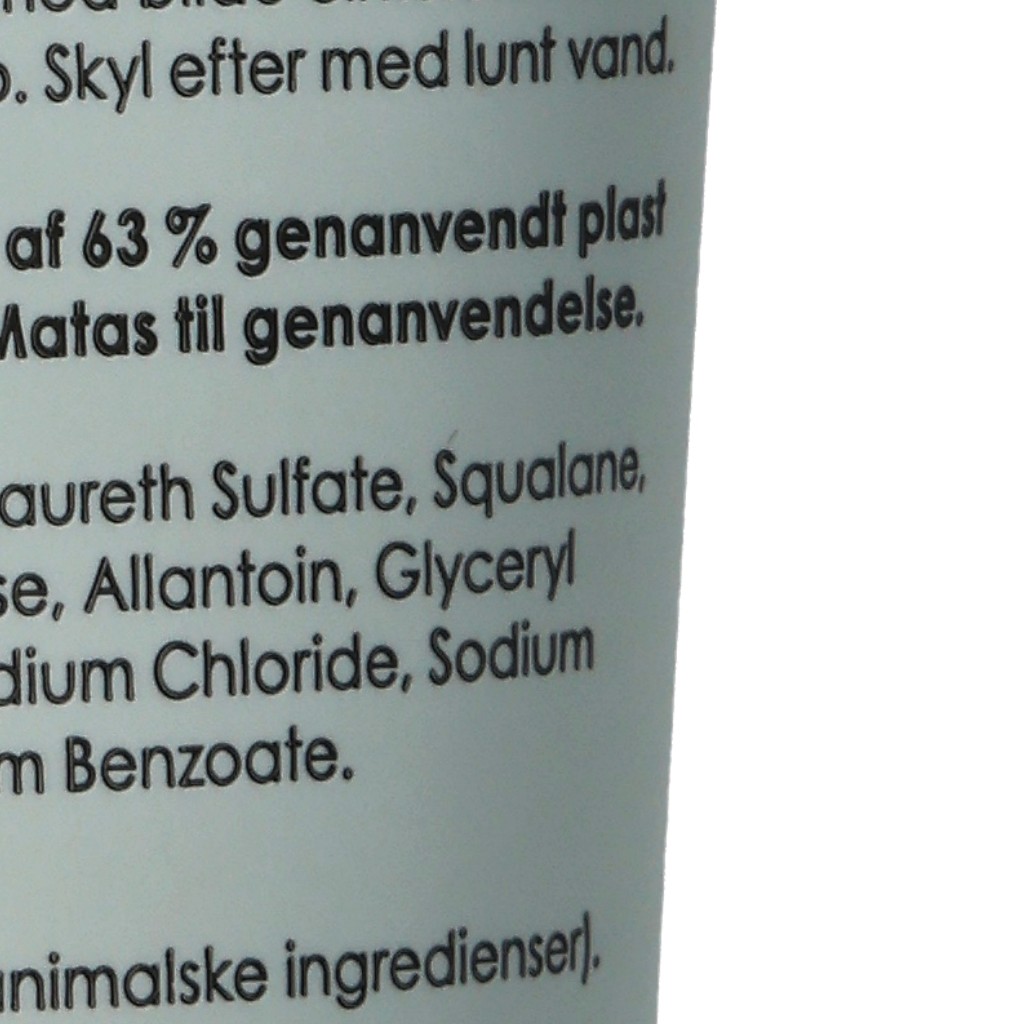 . Skyl efter med lunt vand.
af 63 % genanvendt plast
Matas til genanvendelse.
aureth Sulfate, Squalane,
se, Allantoin, Glyceryl
dium Chloride, Sodium
m Benzoate.
animalske ingredienser).